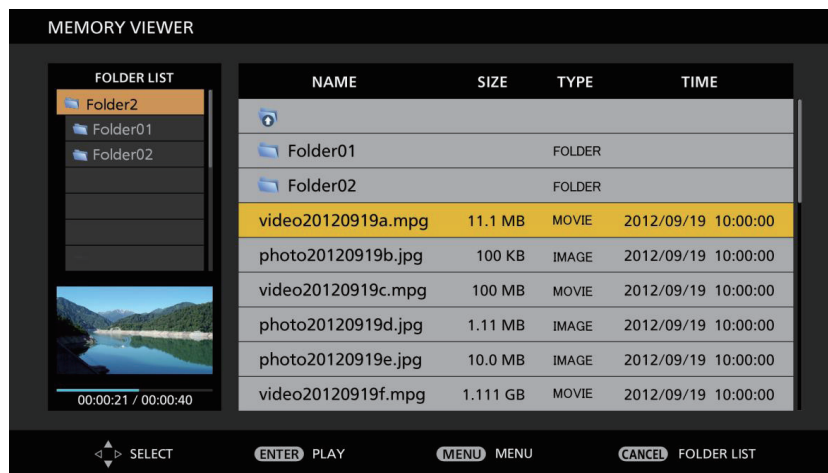 MEMORY VIEWER
FOLDER LIST
Folder2
Folder01
Folder02
00:00:21 / 00:00:40
NAME SIZE TYPE TIME
Folder01 FOLDER
Folder02 FOLDER
video20120919a.mpg 11.1 MB MOVIE 2012/09/19 10:00:00
photo20120919b.jpg 100 KB IMAGE 2012/09/19 10:00:00
video20120919c.mpg 100 MB MOVIE 2012/09/19 10:00:00
photo20120919d.jpg 1.11 MB IMAGE 2012/09/19 10:00:00
photo20120919e.jpg 10.0 MB IMAGE 2012/09/19 10:00:00
video20120919f.mpg 1.111 GB MOVIE 2012/09/19 10:00:00
SELECT ENTER PLAY MENU MENU CANCEL FOLDER LIST